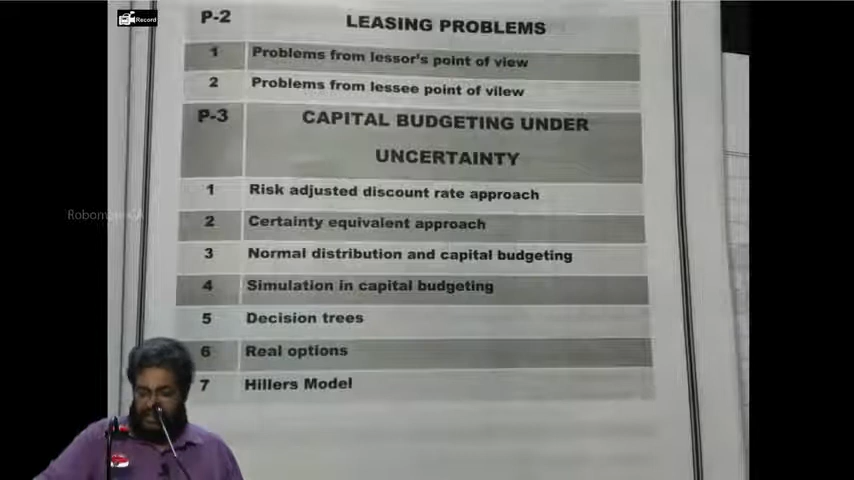 Record
P-2 LEASING PROBLEMS
1 Problems from lessor's point of view
2 Problems from lessee point of vilew
P-3 CAPITAL BUDGETING UNDER
UNCERTAINTY
1 Risk adjusted discount rate approach
2 Certainty equivalent approach
3 Normal distribution and capital budgeting
4 Simulation in capital budgeting
5 Decision trees
6 Real options
7 Hillers Model